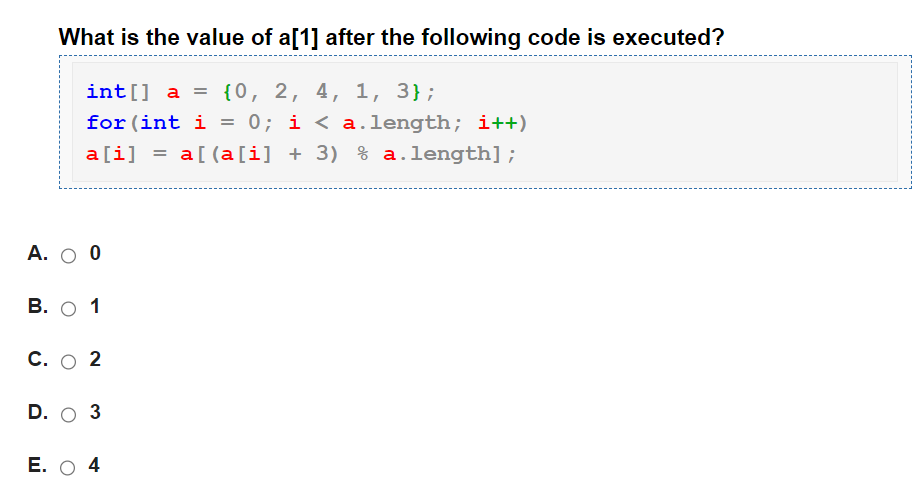 What is the value of a[1] after the following code is executed?
int[] a = {0, 2, 4, 1, 3};
for(int i = 0; i < a.length; i++)
a[i] = a[(a[i] + 3) % a.length];
A. 0
B. 1
C. 2
D. 3
E. 4